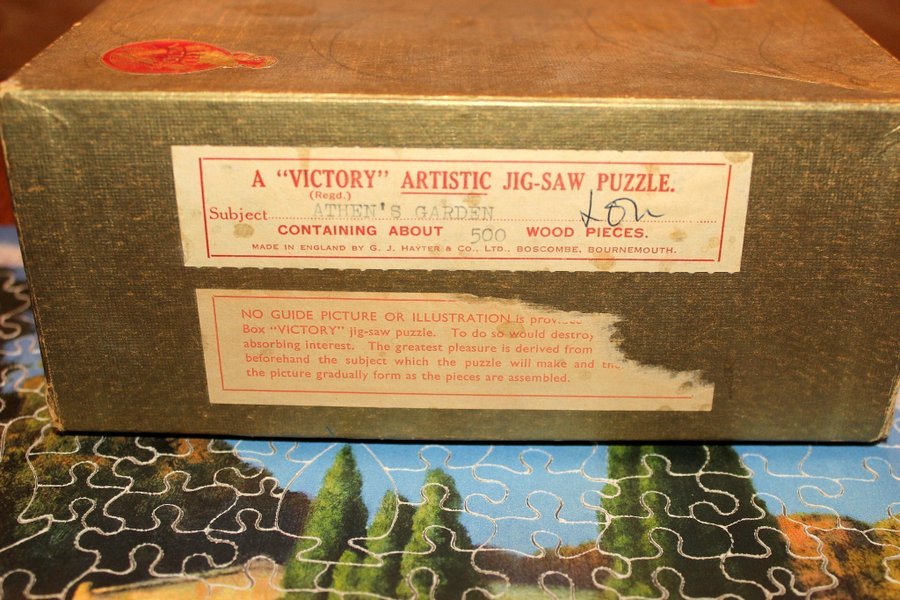 A "VICTORY" ARTISTIC JIG-SAW PUZZLE.
(Regd.)
Subject ATHEN'S GARDEN
CONTAINING ABOUT 500 WOOD PIECES.
MADE IN ENGLAND BY G. J. HAYTER & CO., LTD., BOSCOMBE, BOURNEMOUTH.
NO GUIDE PICTURE OR ILLUSTRATION is
Box "VICTORY" jig-saw puzzle. To do so would destroy
absorbing interest. The greatest pleasure is derived from
beforehand the subject which the puzzle will make and
the picture gradually form as the pieces are assembled.